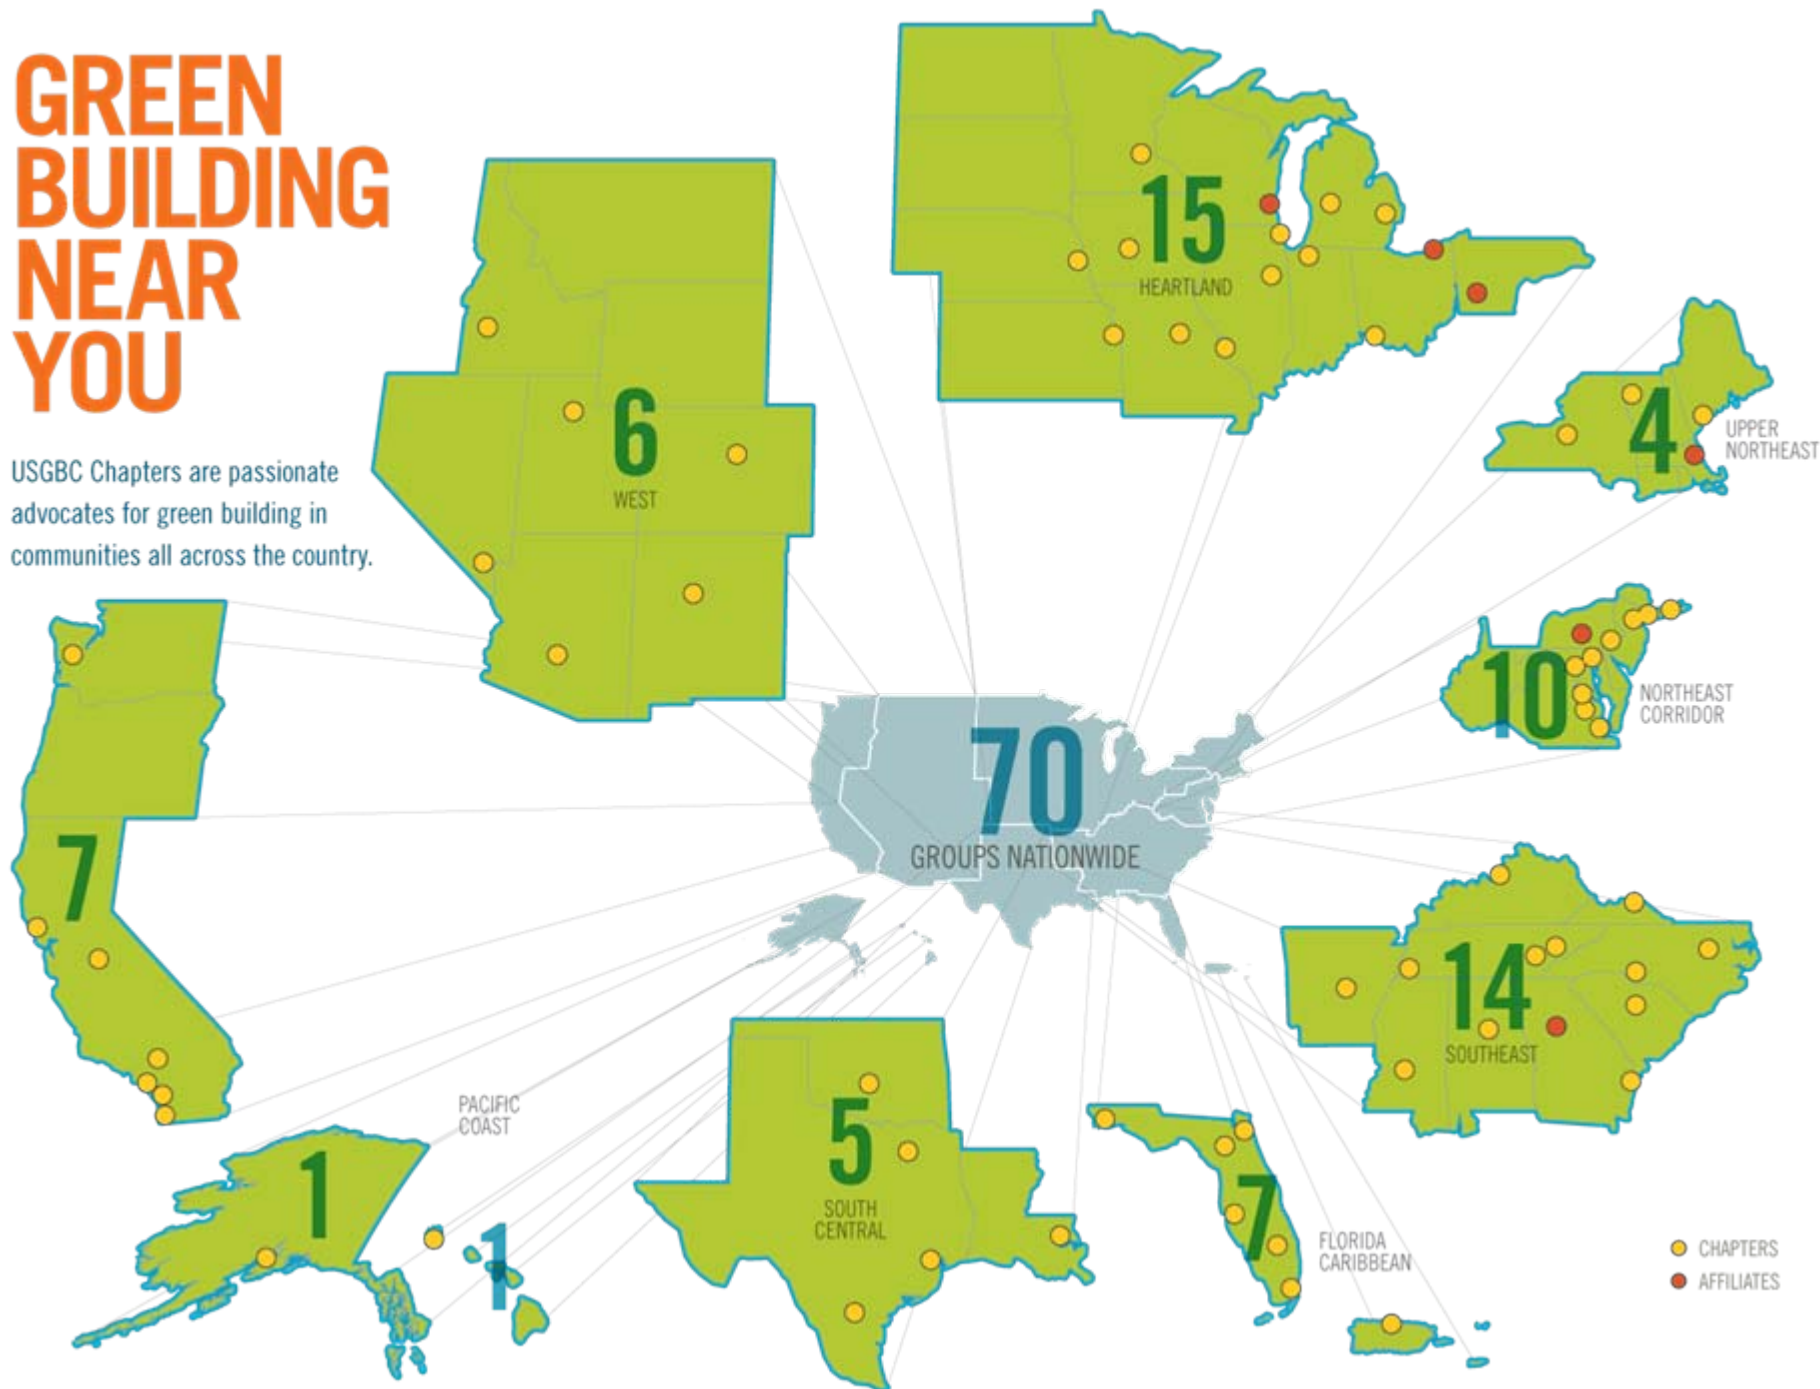 GREEN
BUILDING
NEAR
YOU
USGBC Chapters are passionate
advocates for green building in
communities all across the country.
15
HEARTLAND
6
WEST
4
UPPER
NORTHEAST
10
NORTHEAST
CORRIDOR
70
GROUPS NATIONWIDE
7
14
SOUTHEAST
PACIFIC
COAST
1
1
5
SOUTH
CENTRAL
7
FLORIDA
CARIBBEAN
CHAPTERS
AFFILIATES